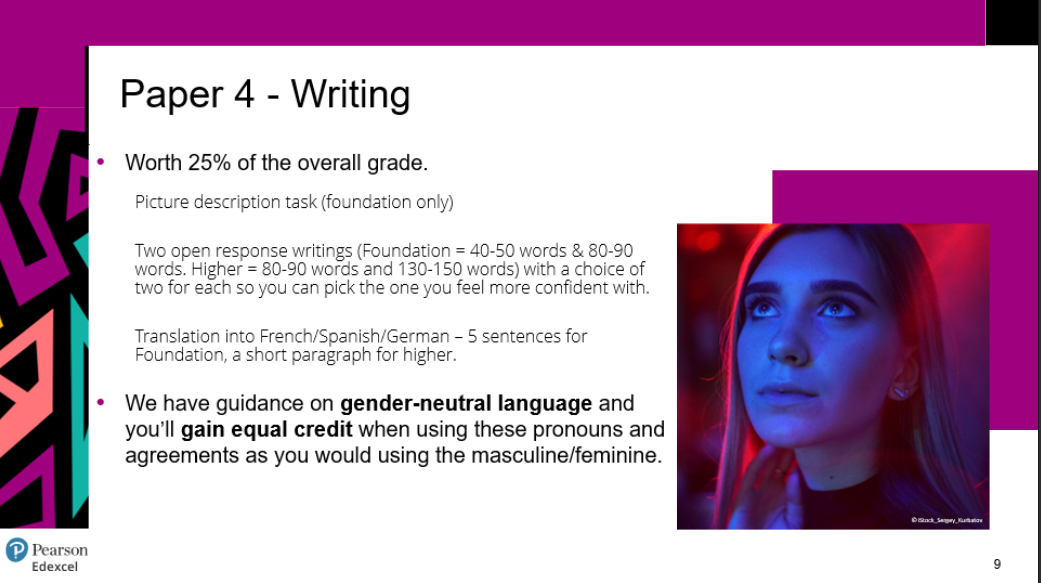 Paper 4 - Writing
• Worth 25% of the overall grade.
Picture description task (foundation only)
Two open response writings (Foundation = 40-50 words & 80-90
words. Higher = 80-90 words and 130-150 words) with a choice of
two for each so you can pick the one you feel more confident with.
Translation into French/Spanish/German – 5 sentences for
Foundation, a short paragraph for higher.
• We have guidance on gender-neutral language and
you’ll gain equal credit when using these pronouns and
agreements as you would using the masculine/feminine.
© iStock_Sergey_Kurbatov
P Pearson
Edexcel
9